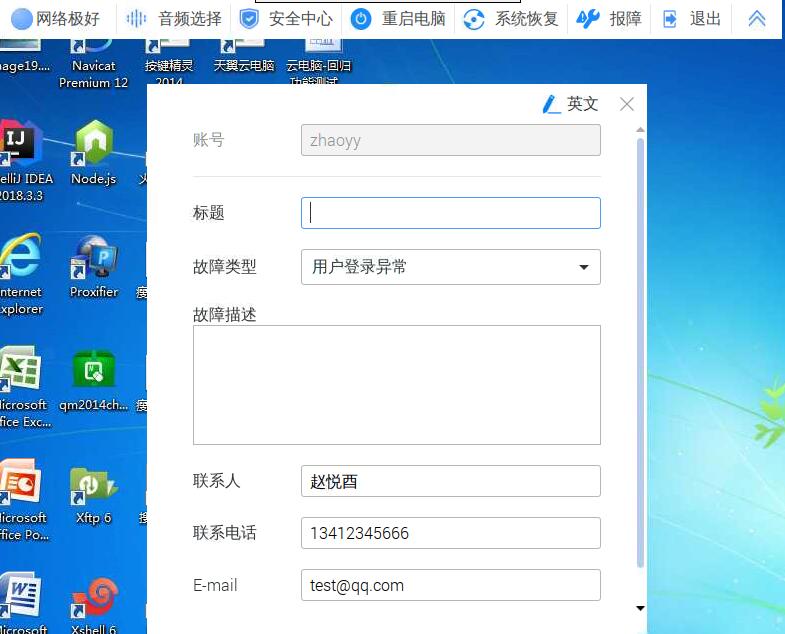 网络极好 音频选择 安全中心 重启电脑 系统恢复 报障 退出
nage19.... Navicat 按键精灵 天翼云电脑 云电脑-回归
Premium 12 2014 功能测试
英文
账号 zhaoyy
标题
故障类型 用户登录异常
故障描述
联系人 赵悦酉
联系电话 13412345666
E-mail test@qq.com
elliJ IDEA Node.js
2018.3.3
nternet Proxifier
xplorer
licrosoft qm2014ch...
ffice Exc...
licrosoft Xftp 6
ffice Po...
licrosoft Xshell 6